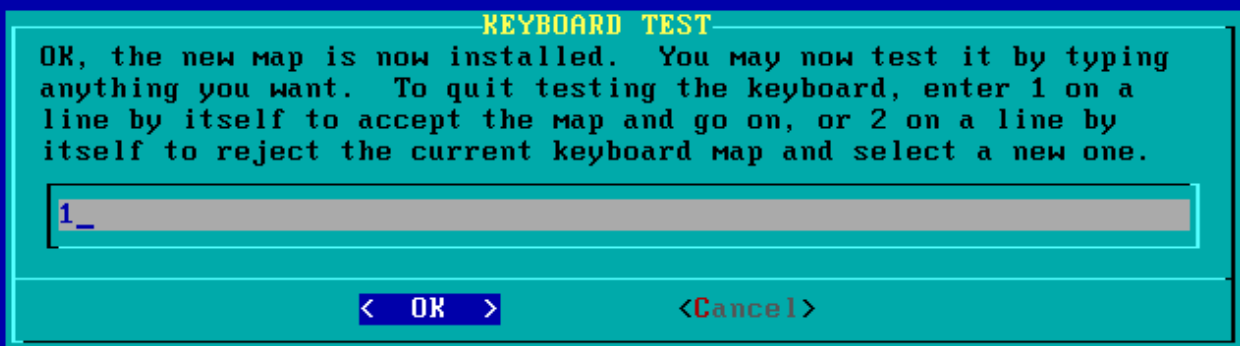 KEYBOARD TEST
OK, the new map is now installed.  You may now test it by typing
anything you want.  To quit testing the keyboard, enter 1 on a
line by itself to accept the map and go on, or 2 on a line by
itself to reject the current keyboard map and select a new one.
1_
<  OK  > <Cancel>